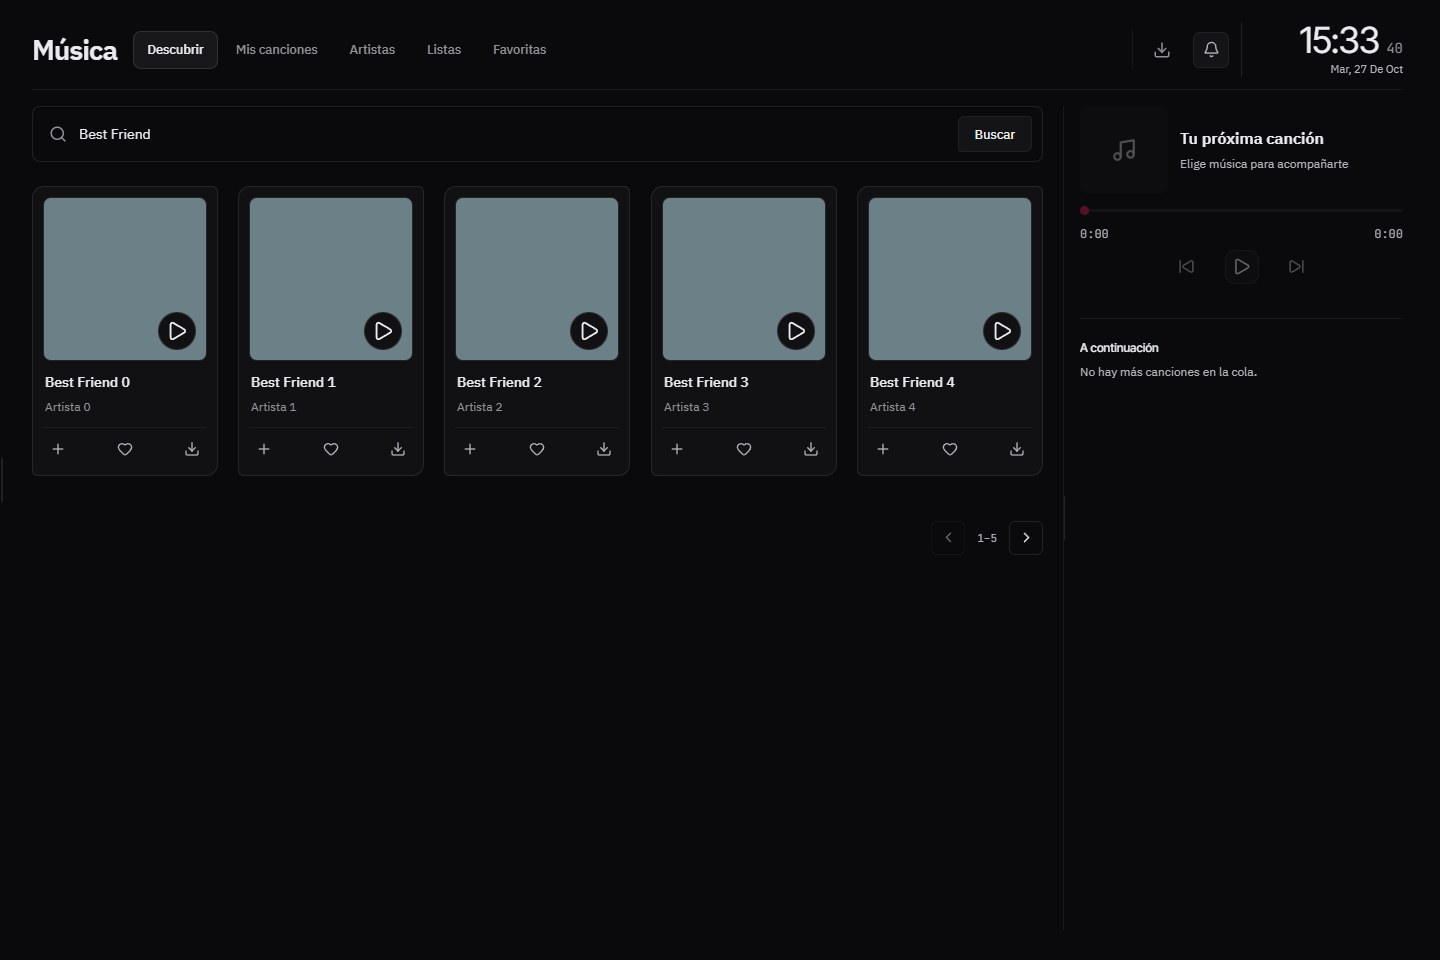 Música
Descubrir
Mis canciones
Artistas
Listas
Favoritas
15:33 40
Mar, 27 De Oct
Best Friend
Buscar
Tu próxima canción
Elige música para acompañarte
0:00
0:00
A continuación
No hay más canciones en la cola.
Best Friend 0
Artista 0
Best Friend 1
Artista 1
Best Friend 2
Artista 2
Best Friend 3
Artista 3
Best Friend 4
Artista 4
1–5